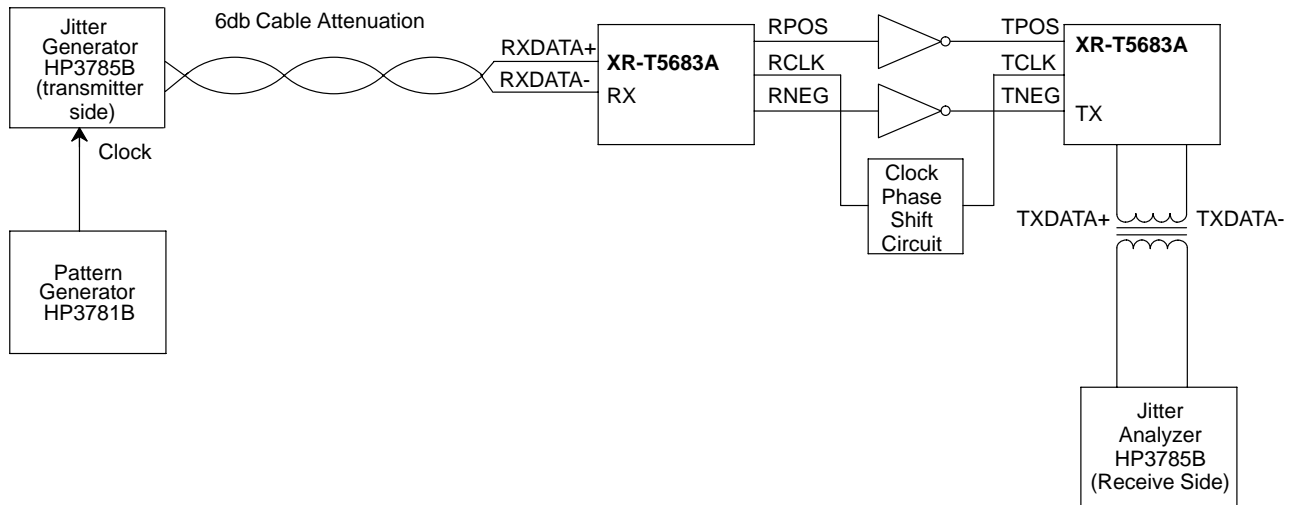 Jitter
Generator
HP3785B
(transmitter
side)
6db Cable Attenuation
RXDATA+
RXDATA-
XR-T5683A
RX
RPOS
RCLK
RNEG
TPOS
TCLK
TNEG
XR-T5683A
TX
Clock
Clock
Phase
Shift
Circuit
TXDATA+
TXDATA-
Pattern
Generator
HP3781B
Jitter
Analyzer
HP3785B
(Receive Side)